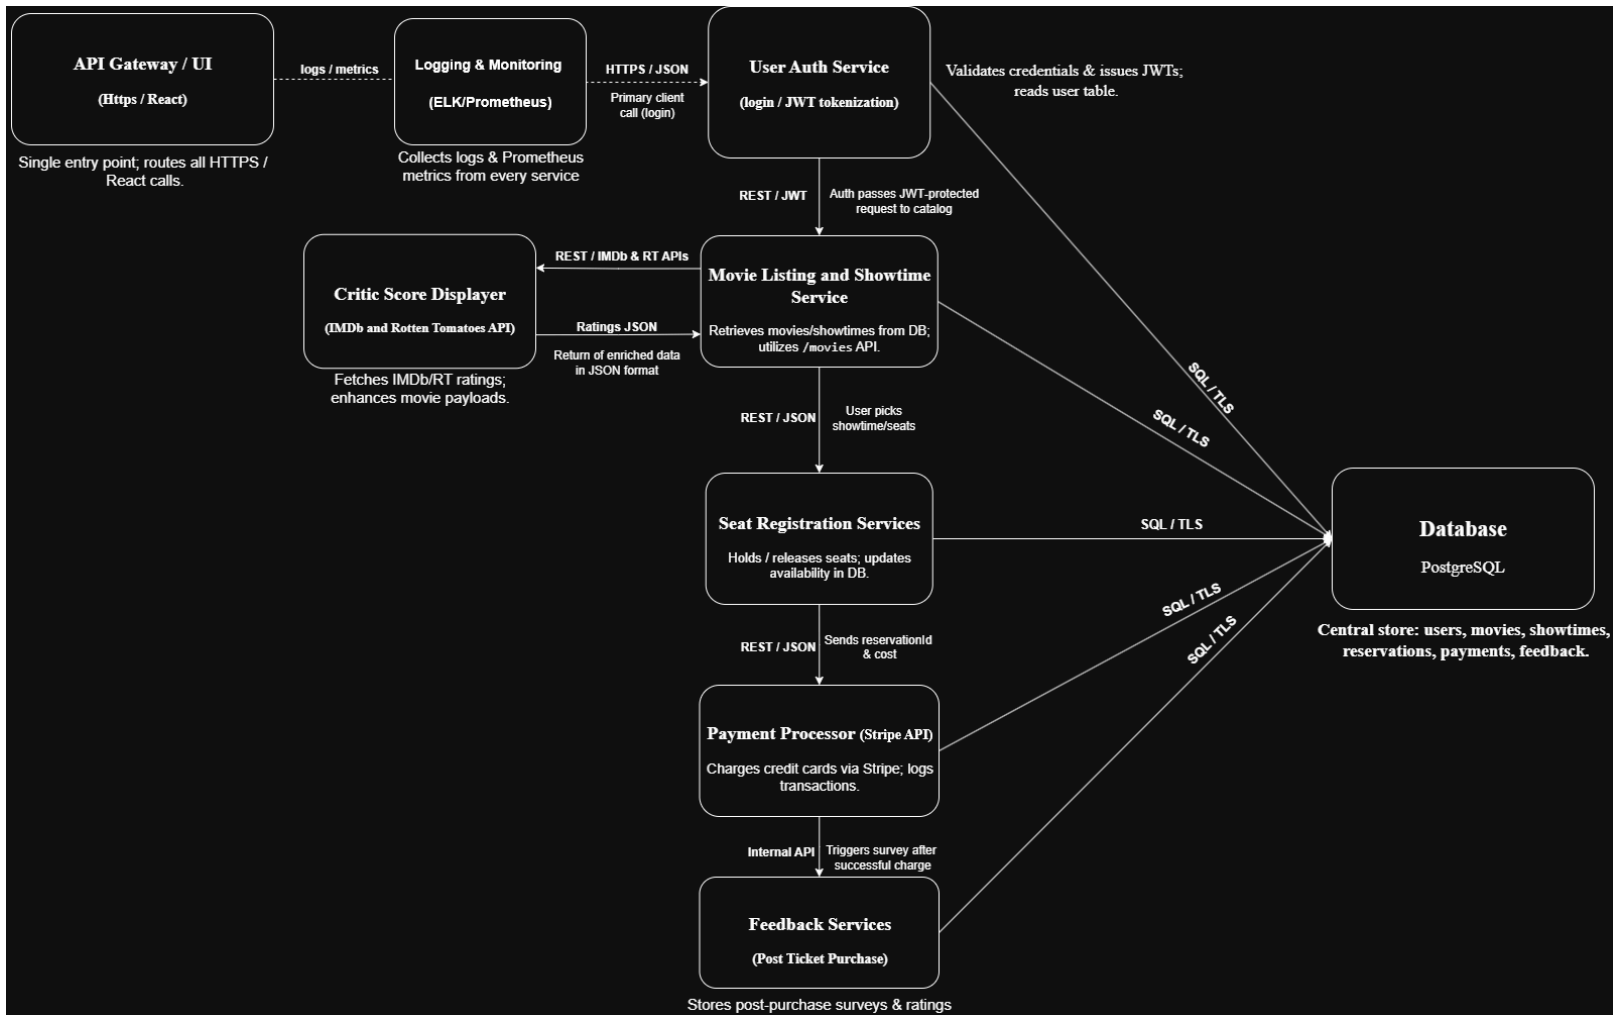 API Gateway / UI
(Https / React)
Single entry point; routes all HTTPS /
React calls.
logs / metrics
Logging & Monitoring
(ELK/Prometheus)
Collects logs & Prometheus
metrics from every service
HTTPS / JSON
Primary client
call (login)
User Auth Service
(login / JWT tokenization)
Validates credentials & issues JWTs;
reads user table.
REST / JWT
Auth passes JWT-protected
request to catalog
Critic Score Displayer
(IMDb and Rotten Tomatoes API)
Fetches IMDb/RT ratings;
enhances movie payloads.
REST / IMDb & RT APIs
Ratings JSON
Return of enriched data
in JSON format
Movie Listing and Showtime
Service
Retrieves movies/showtimes from DB;
utilizes /movies API.
REST / JSON
User picks
showtime/seats
Seat Registration Services
Holds / releases seats; updates
availability in DB.
REST / JSON
Sends reservationId
& cost
Payment Processor (Stripe API)
Charges credit cards via Stripe; logs
transactions.
Internal API
Triggers survey after
successful charge
Feedback Services
(Post Ticket Purchase)
Stores post-purchase surveys & ratings
SQL / TLS
SQL / TLS
SQL / TLS
SQL / TLS
SQL / TLS
Database
PostgreSQL
Central store: users, movies, showtimes,
reservations, payments, feedback.